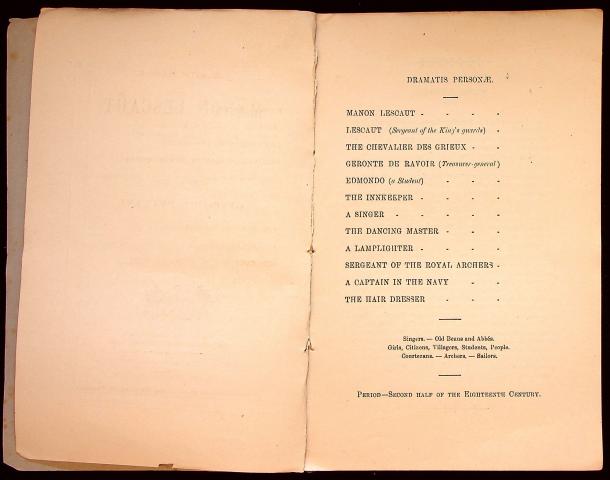 DRAMATIS PERSONÆ.
MANON LESCAUT - - - -
LESCAUT (Sergeant of the King's guards) -
THE CHEVALIER DES GRIEUX - -
GERONTE DE RAVOIR (Treasurer-general)
EDMONDO (a Student) - - -
THE INNKEEPER - - - -
A SINGER - - - - -
THE DANCING MASTER - - -
A LAMPLIGHTER - - - -
SERGEANT OF THE ROYAL ARCHERS -
A CAPTAIN IN THE NAVY - -
THE HAIR DRESSER - - -
Singers. — Old Beaus and Abbés.
Girls, Citizens, Villagers, Students, People.
Courtezans. — Archers. — Sailors.
PERIOD—SECOND HALF OF THE EIGHTEENTH CENTURY.